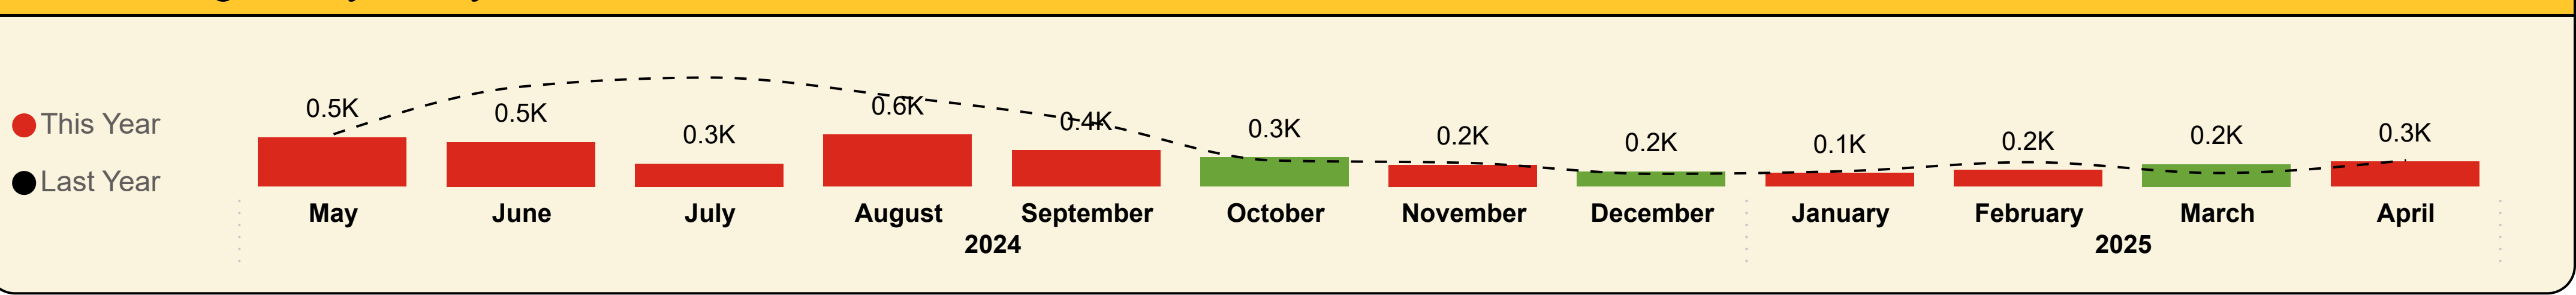 This Year
Last Year
0.5K 0.5K 0.3K 0.6K 0.4K 0.3K 0.2K 0.2K 0.1K 0.2K 0.2K 0.3K
May June July August September October November December January February March April
2024 2025